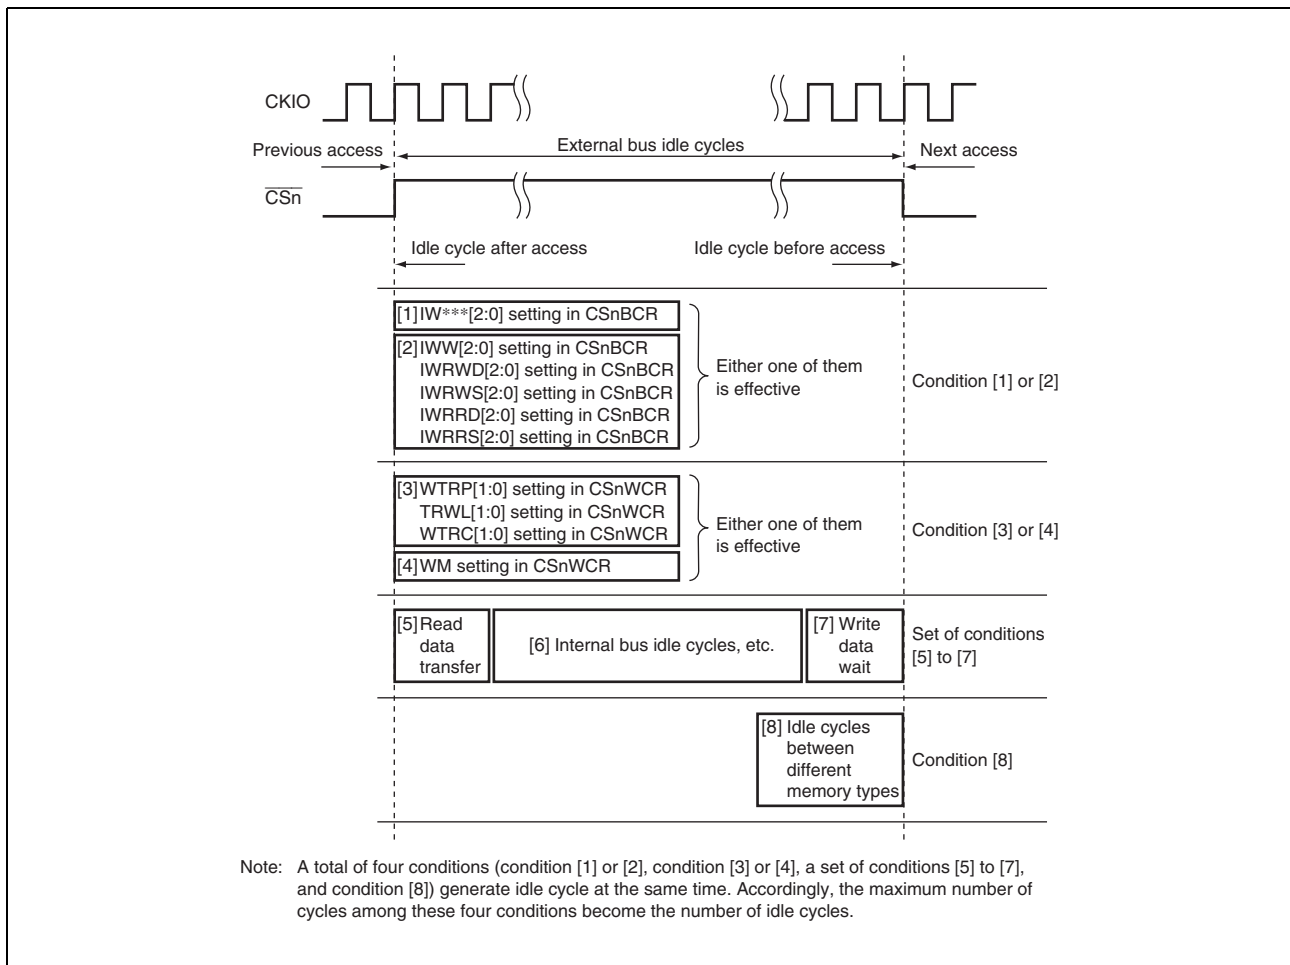 CKIO
Previous access
External bus idle cycles
Next access
CSn
Idle cycle after access
Idle cycle before access
[1] IW***[2:0] setting in CSnBCR
[2] IWW[2:0] setting in CSnBCR
IWRWD[2:0] setting in CSnBCR
IWRWS[2:0] setting in CSnBCR
IWRRD[2:0] setting in CSnBCR
IWRRS[2:0] setting in CSnBCR
Either one of them
is effective
Condition [1] or [2]
[3] WTRP[1:0] setting in CSnWCR
TRWL[1:0] setting in CSnWCR
WTRC[1:0] setting in CSnWCR
[4] WM setting in CSnWCR
Either one of them
is effective
Condition [3] or [4]
[5] Read
data
transfer
[6] Internal bus idle cycles, etc.
[7] Write
data
wait
Set of conditions
[5] to [7]
[8] Idle cycles
between
different
memory types
Condition [8]
Note: A total of four conditions (condition [1] or [2], condition [3] or [4], a set of conditions [5] to [7],
and condition [8]) generate idle cycle at the same time. Accordingly, the maximum number of
cycles among these four conditions become the number of idle cycles.